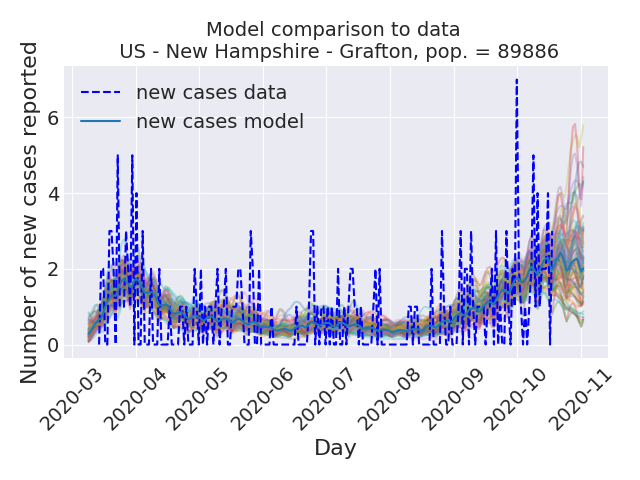 Model comparison to data
US - New Hampshire - Grafton, pop. = 89886
Number of new cases reported
new cases data
new cases model
6
4
2
0
2020-03
2020-04
2020-05
2020-06
2020-07
2020-08
2020-09
2020-10
2020-11
Day